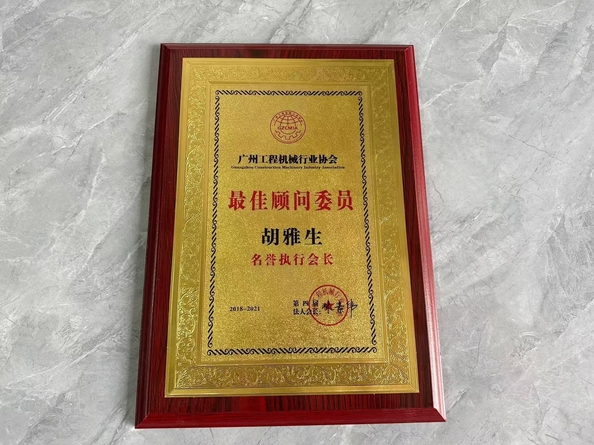 GZCMIA
广州工程机械行业协会
Guangzhou Construction Machinery Industry Association
最佳顾问委员
胡雅生
名誉执行会长
2018-2021
第四届
法人会长: